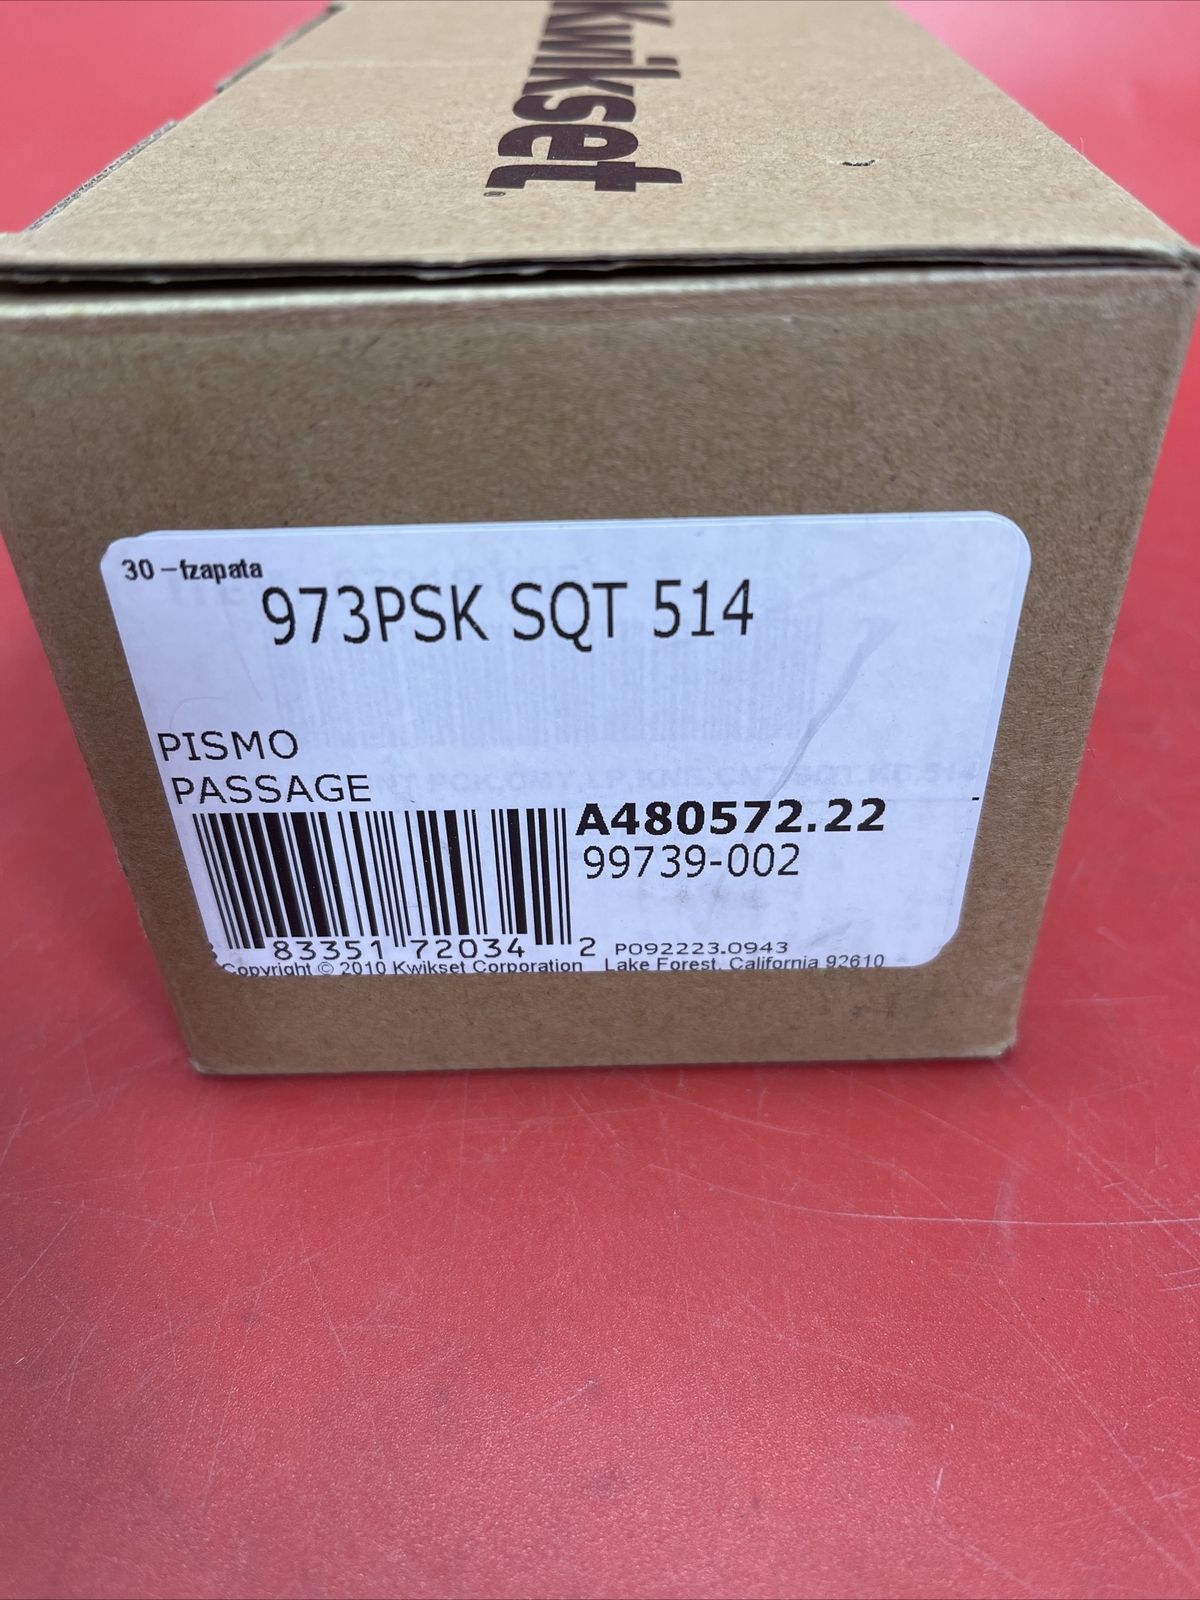 Kwikset
30 -fzapata
973PSK SQT 514
PISMO
PASSAGE
A480572.22
99739-002
83351 72034 2
P092223.0943
Copyright © 2010 Kwikset Corporation Lake Forest, California 92610